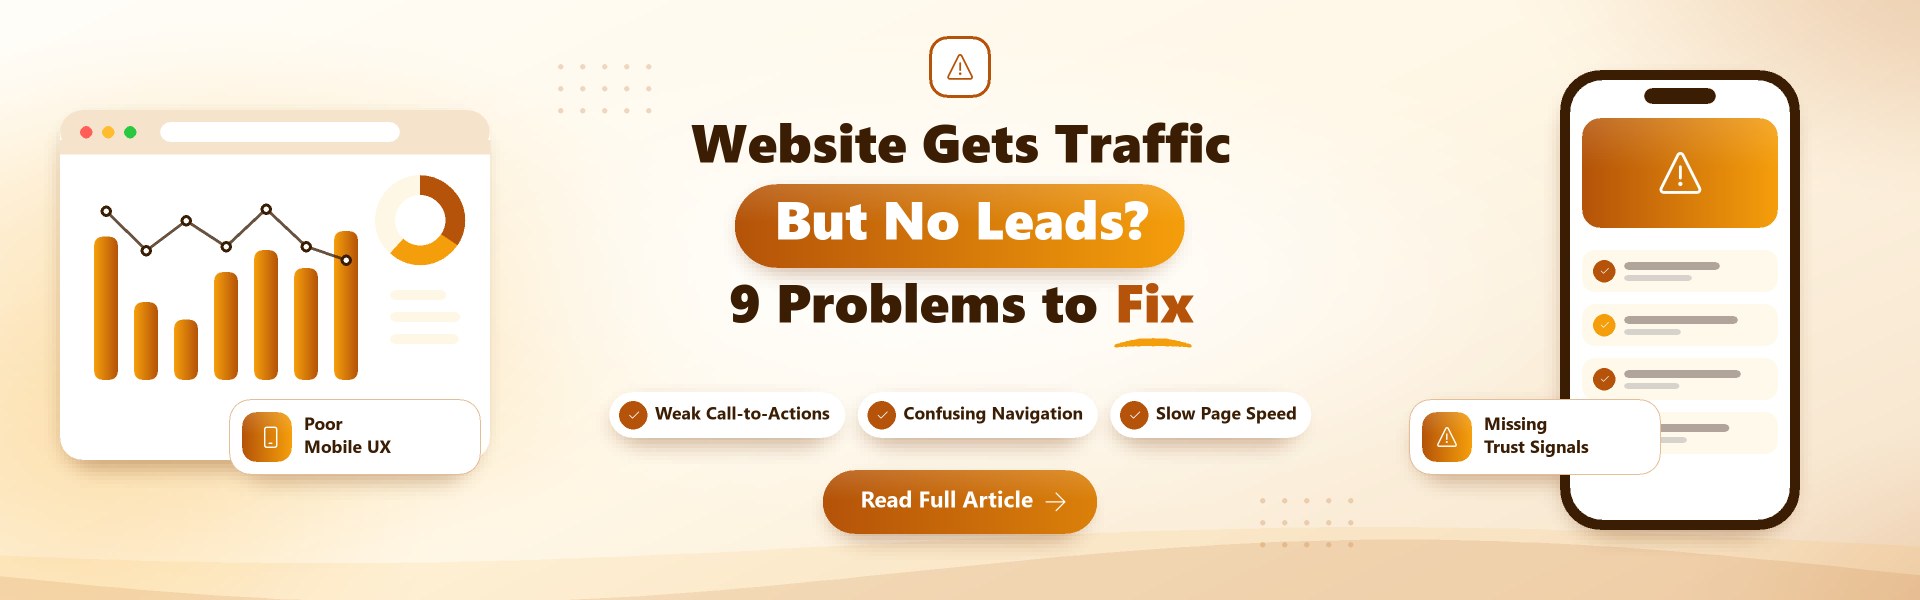 Website Gets Traffic
But No Leads?
9 Problems to Fix
Weak Call-to-Actions
Confusing Navigation
Slow Page Speed
Read Full Article
Poor
Mobile UX
Missing
Trust Signals